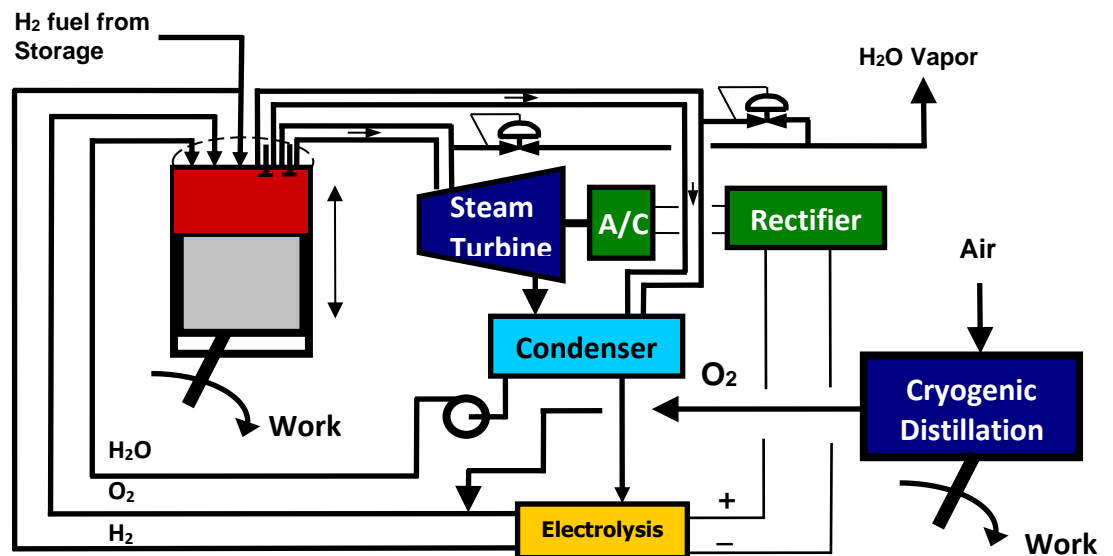 H₂ fuel from
Storage
H₂O Vapor
Steam
Turbine
A/C
Rectifier
Air
Condenser
O₂
Cryogenic
Distillation
Work
H₂O
O₂
H₂
Electrolysis
+
–
Work